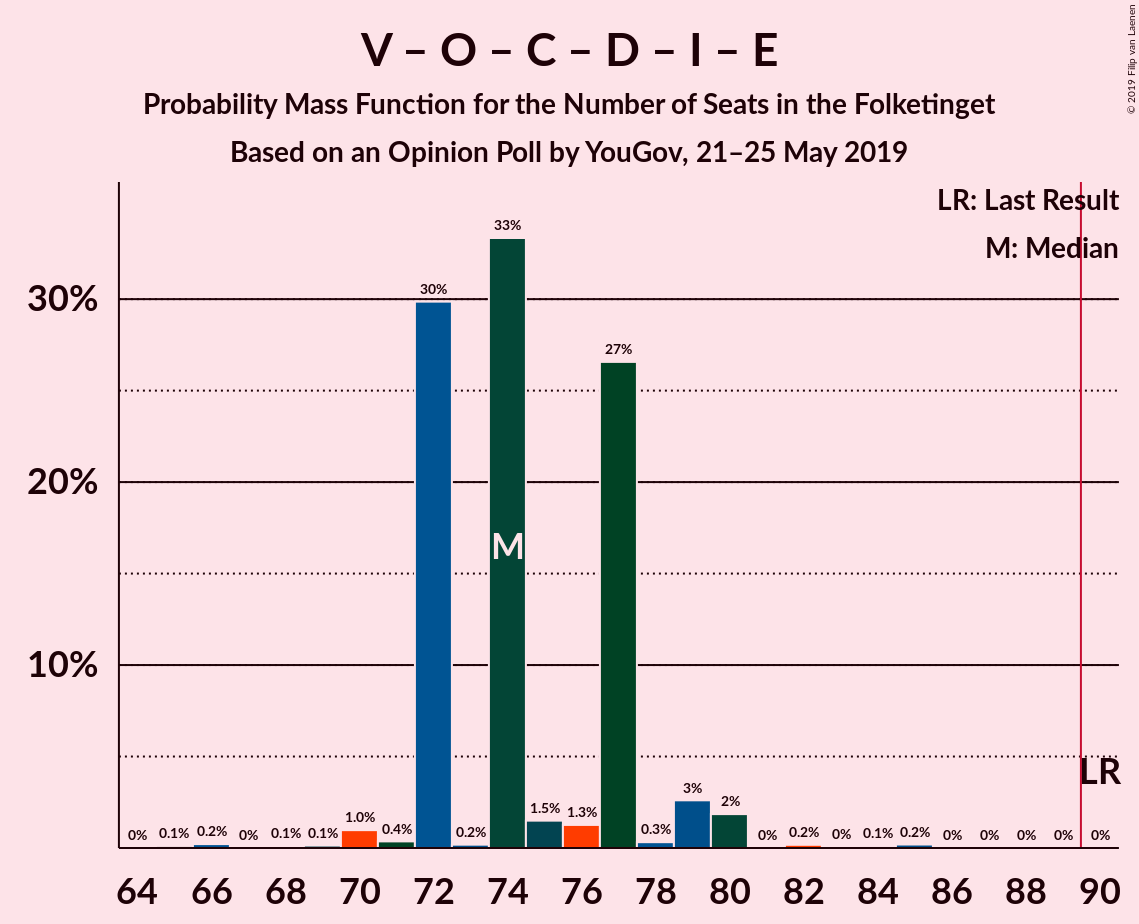 V – O – C – D – I – E
Probability Mass Function for the Number of Seats in the Folketinget
Based on an Opinion Poll by YouGov, 21–25 May 2019
© 2019 Filip van Laenen
LR: Last Result
M: Median
30%
20%
10%
0% 0.1% 0.2% 0% 0.1% 0.1% 1.0% 0.4% 30% 0.2% 33% 1.5% 1.3% 27% 0.3% 3% 2% 0% 0.2% 0% 0.1% 0.2% 0% 0% 0% 0% 0%
M
LR
64 66 68 70 72 74 76 78 80 82 84 86 88 90